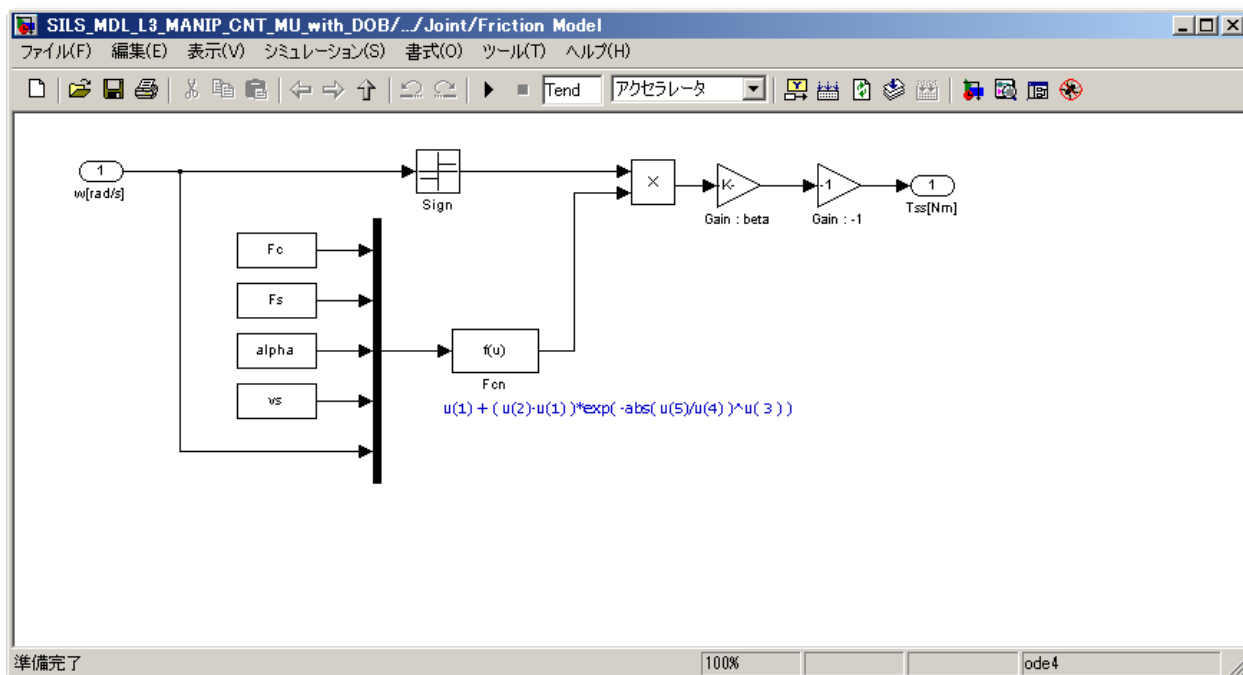 SILS_MDL_L3_MANIP_CNT_MU_with_DOB/.../Joint/Friction Model
ファイル(F) 編集(E) 表示(V) シミュレーション(S) 書式(O) ツール(T) ヘルプ(H)
Tend アクセラレータ
1
w[rad/s]
Sign
×
-K-
Gain : beta
-1
Gain : -1
1
Tss[Nm]
Fc
Fs
alpha
vs
f(u)
Fcn
u(1) + ( u(2)-u(1) )*exp( -abs( u(5)/u(4) )^u( 3 ) )
準備完了 100% ode4